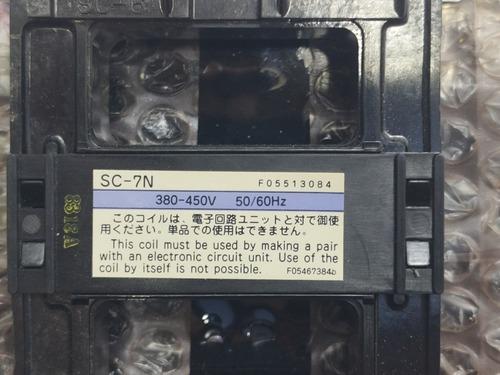 SC-7N F05513084
380-450V 50/60Hz
このコイルは、電子回路ユニットと対で御使
用ください。単品での使用はできません。
This coil must be used by making a pair
with an electronic circuit unit. Use of the
coil by itself is not possible. F05467384b